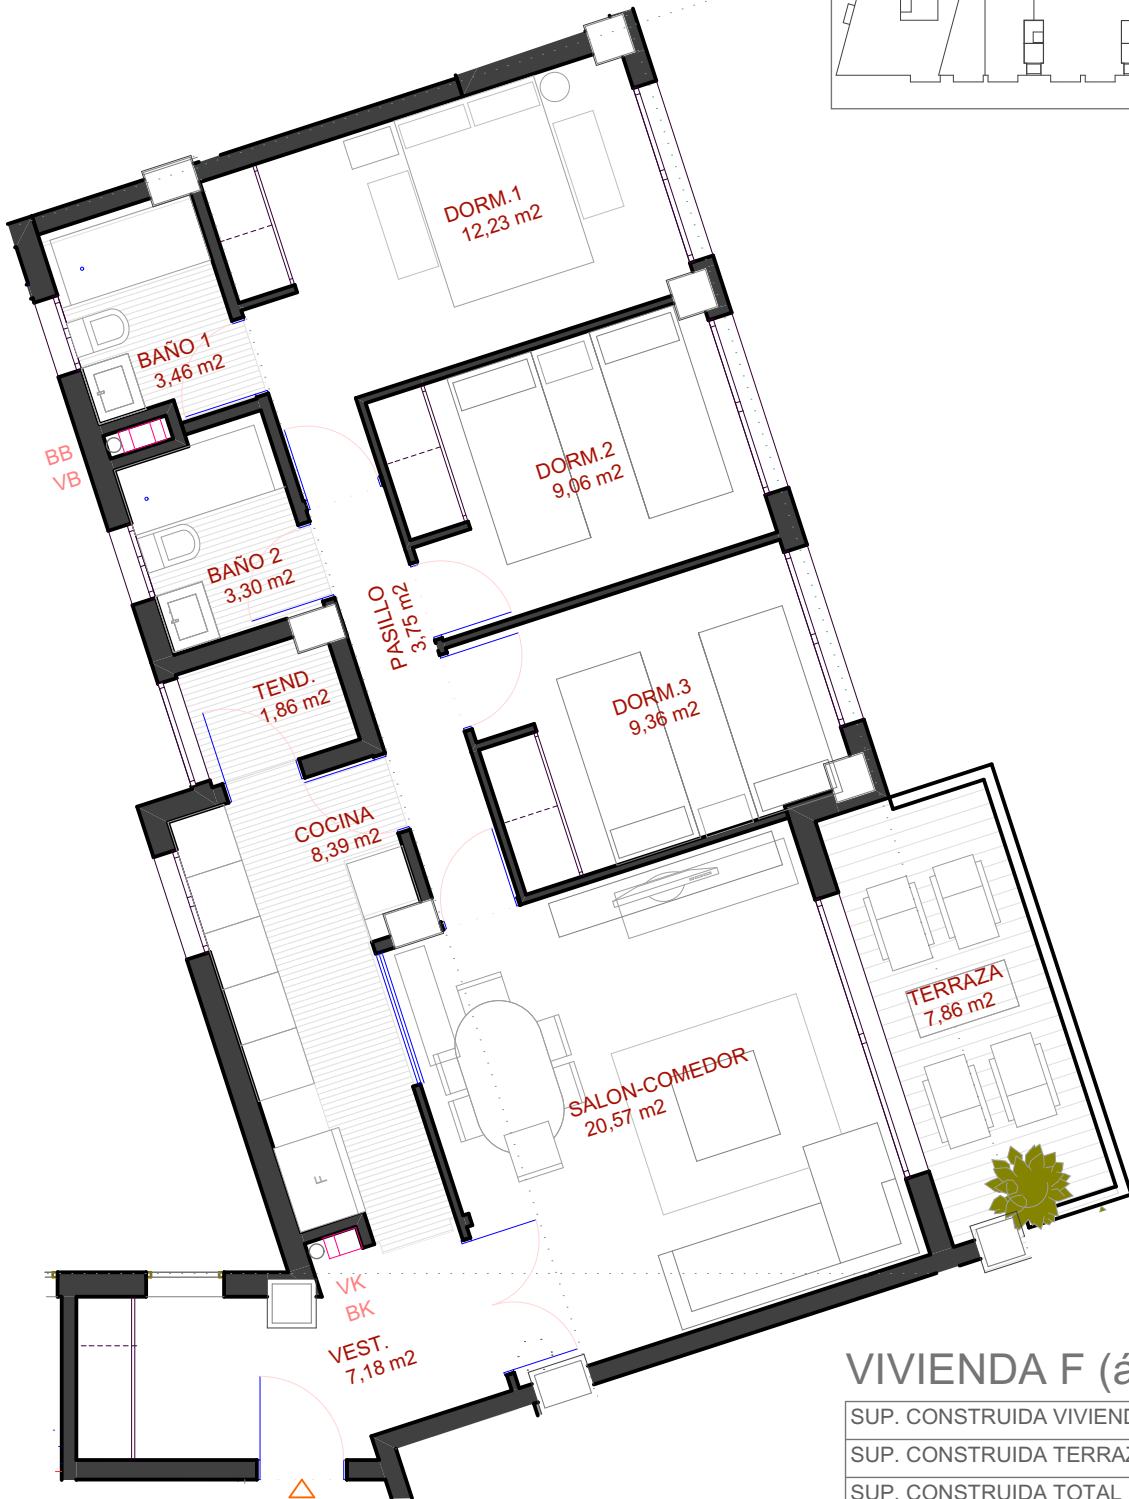 DORM.1
12,23 m2
BAÑO 1
3,46 m2
BB
VB
DORM.2
9,06 m2
BAÑO 2
3,30 m2
PASILLO
3,75 m2
TEND.
1,86 m2
DORM.3
9,36 m2
COCINA
8,39 m2
TERRAZA
7,86 m2
SALON-COMEDOR
20,57 m2
F
VK
BK
VEST.
7,18 m2
VIVIENDA F (á
SUP. CONSTRUIDA VIVIEND
SUP. CONSTRUIDA TERRAZ
SUP. CONSTRUIDA TOTAL